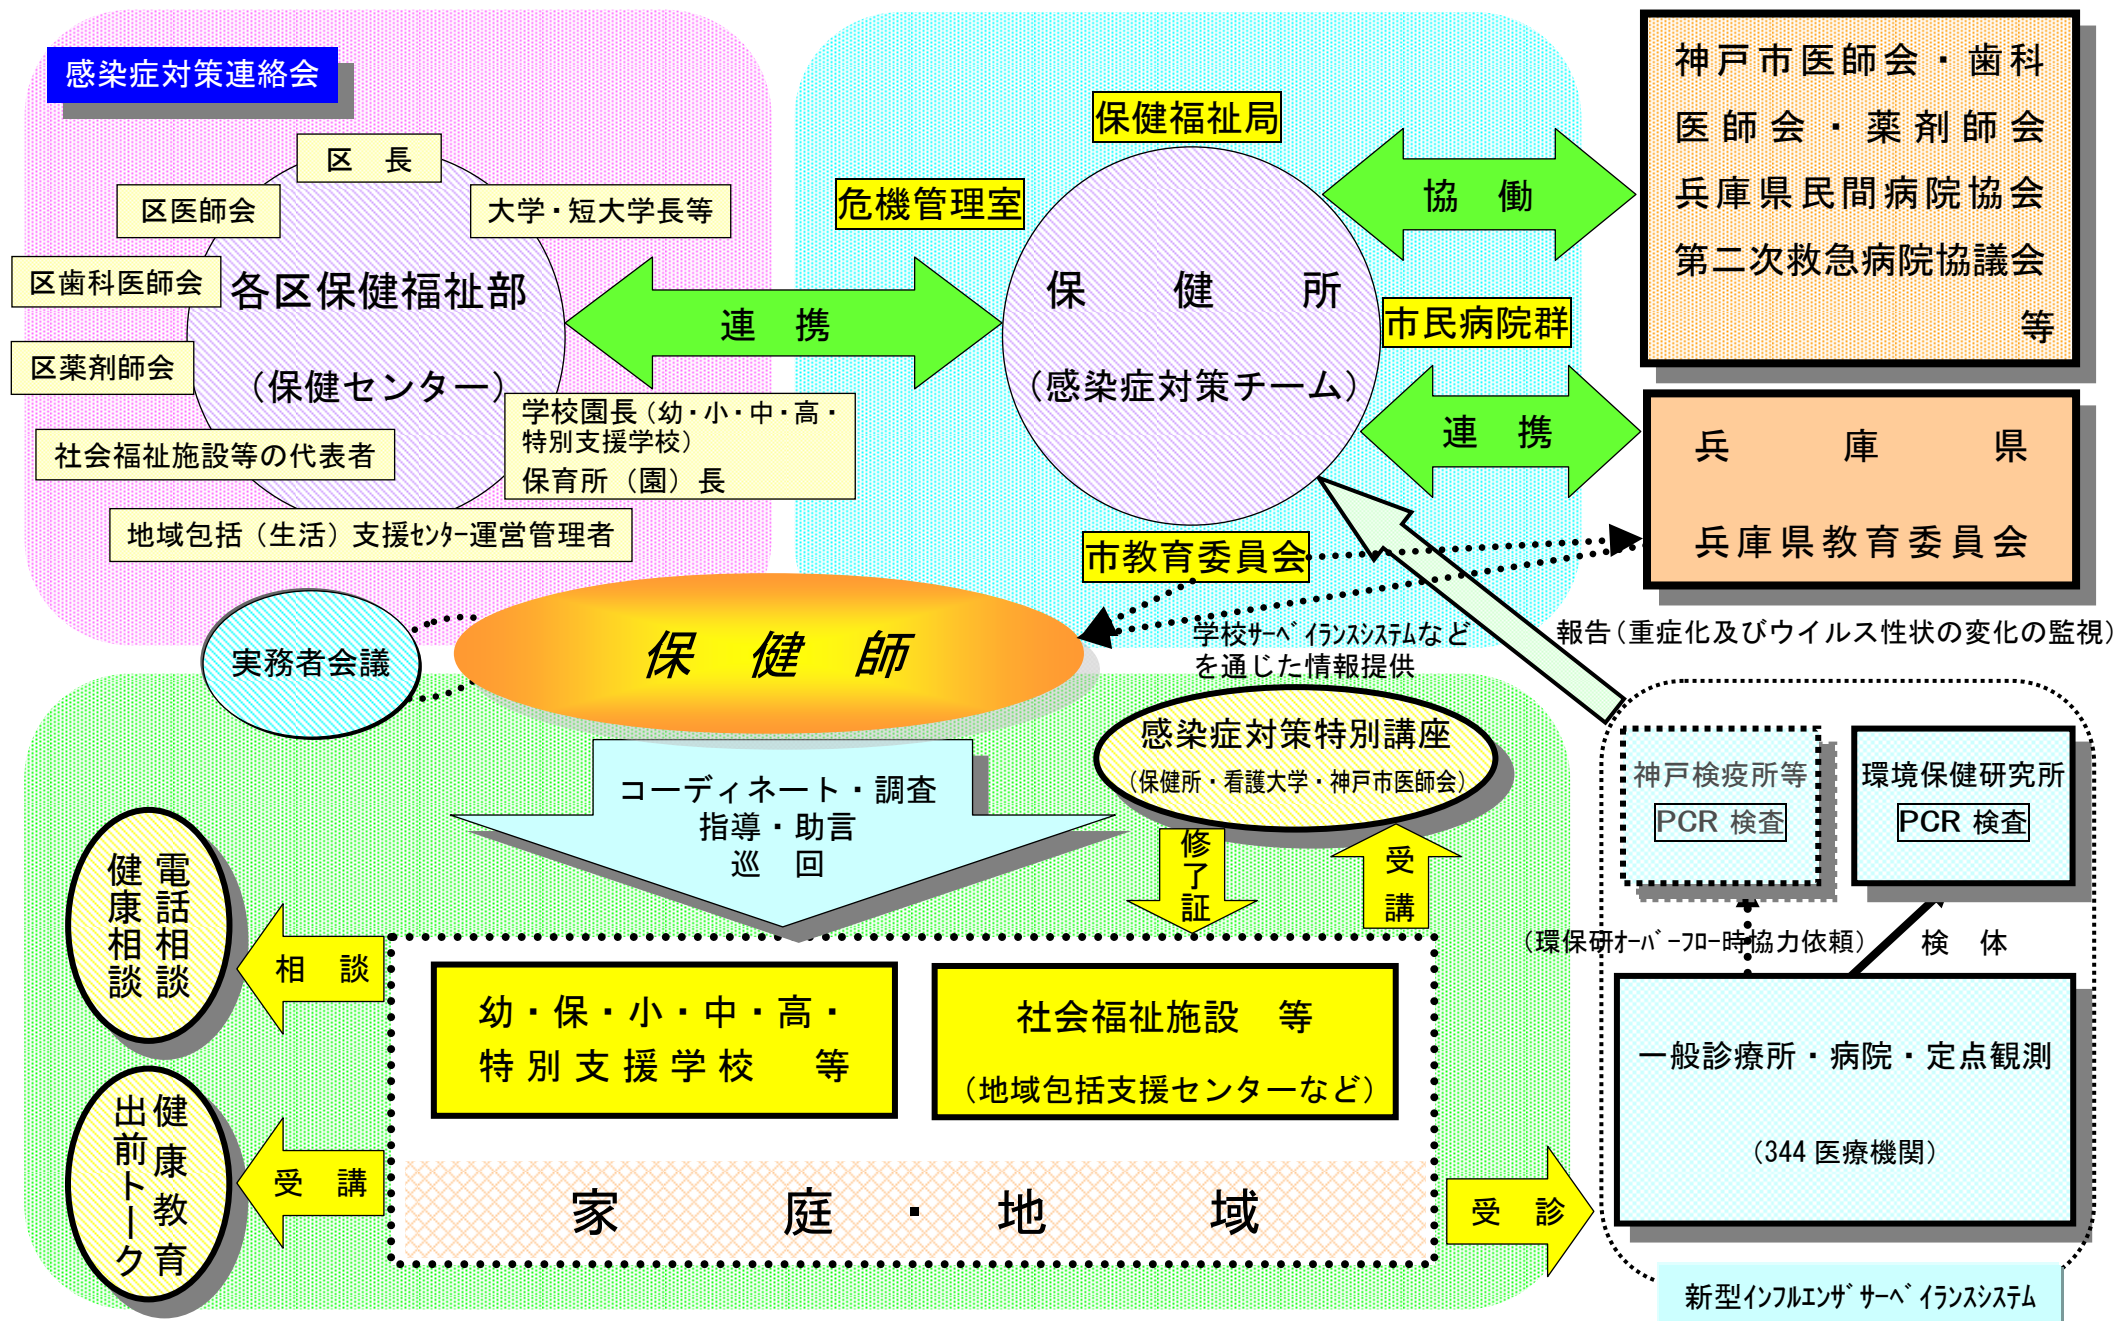 感染症対策連絡会
区　長
区医師会
大学・短大学長等
区歯科医師会
各区保健福祉部
区薬剤師会
（保健センター）
学校園長（幼・小・中・高・
特別支援学校）
保育所（園）長
社会福祉施設等の代表者
地域包括（生活）支援ｾﾝﾀｰ運営管理者
連　携
保健福祉局
危機管理室
保　健　所
（感染症対策チーム）
市民病院群
市教育委員会
協　働
連　携
神戸市医師会・歯科
医師会・薬剤師会
兵庫県民間病院協会
第二次救急病院協議会
等
兵　庫　県
兵庫県教育委員会
実務者会議
保　健　師
学校ｻｰﾍﾞｲﾗﾝｽｼｽﾃﾑなど
を通じた情報提供
報告（重症化及びウイルス性状の変化の監視）
コーディネート・調査
指導・助言
巡　回
感染症対策特別講座
（保健所・看護大学・神戸市医師会）
修了証
受講
神戸検疫所等
PCR 検査
環境保健研究所
PCR 検査
（環保研ｵｰﾊﾞｰﾌﾛｰ時協力依頼）
検　体
一般診療所・病院・定点観測
（344 医療機関）
新型ｲﾝﾌﾙｴﾝｻﾞｻｰﾍﾞｲﾗﾝｽｼｽﾃﾑ
電話相談
健康相談
相　談
健康教育
出前トーク
受　講
幼・保・小・中・高・
特別支援学校　等
社会福祉施設　等
（地域包括支援センターなど）
家　庭・地　域
受　診